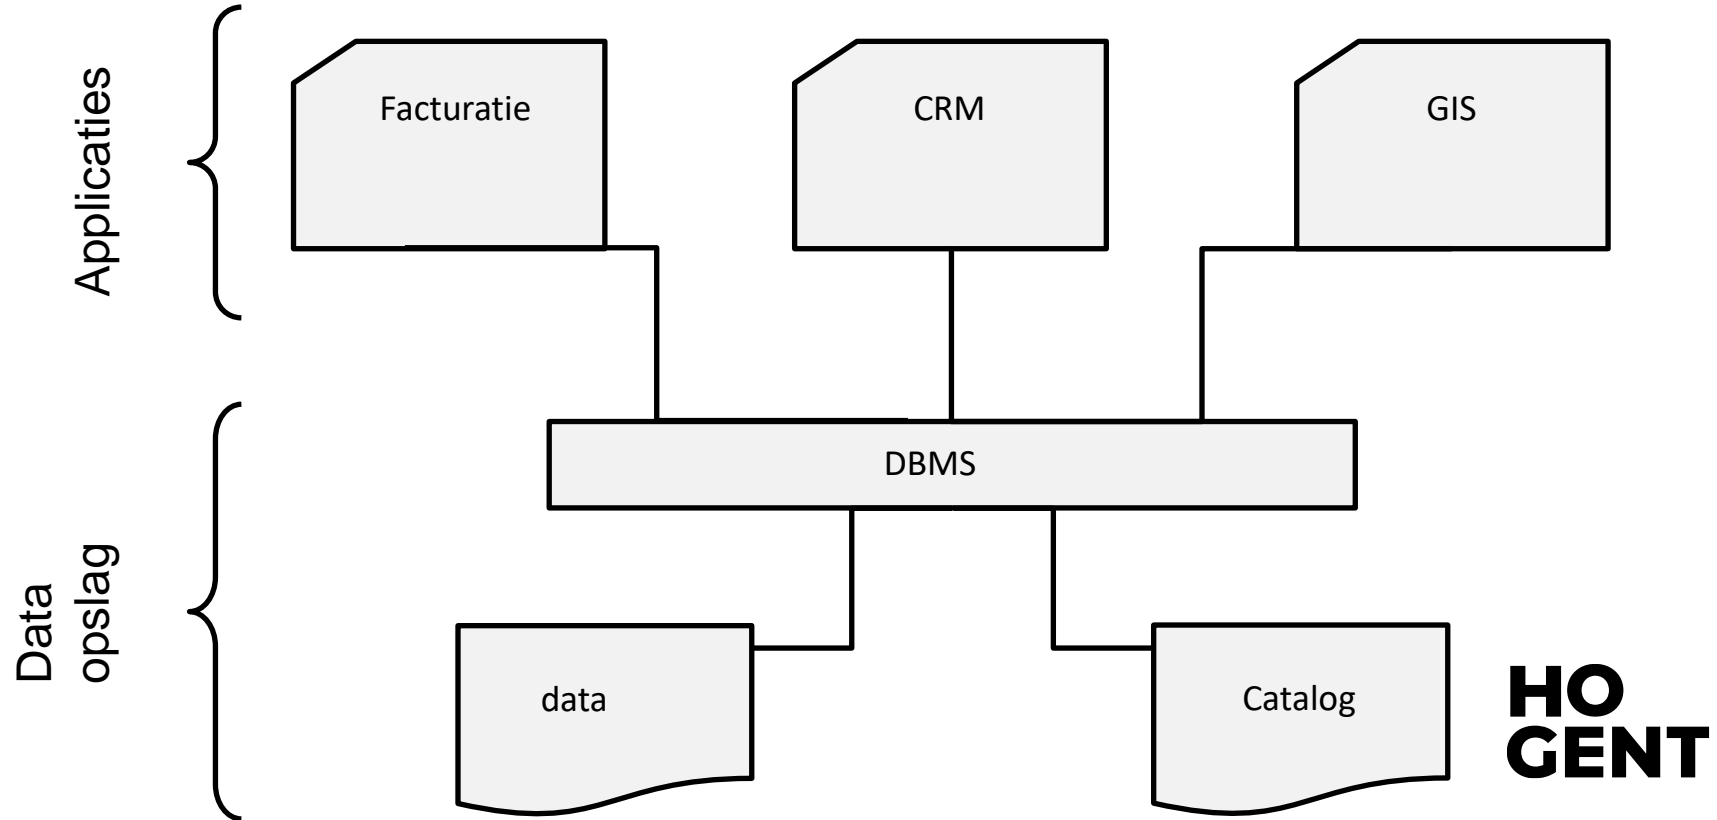 Applicaties
Facturatie
CRM
GIS
Data
opslag
DBMS
data
Catalog
HO
GENT